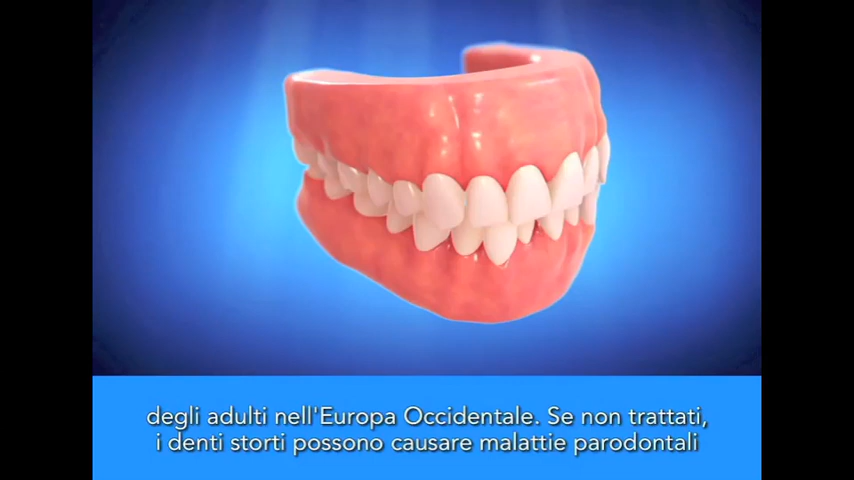 degli adulti nell'Europa Occidentale. Se non trattati,
i denti storti possono causare malattie parodontali